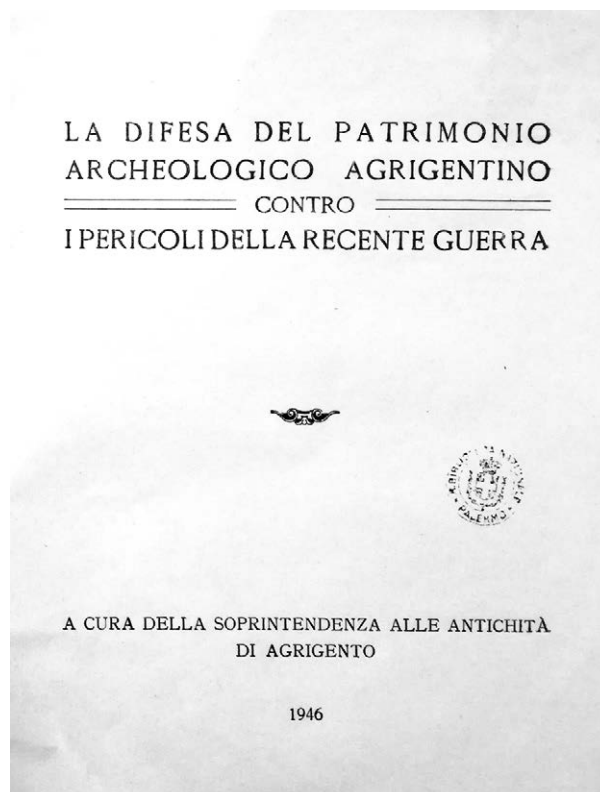 LA DIFESA DEL PATRIMONIO
ARCHEOLOGICO AGRIGENTINO
CONTRO
I PERICOLI DELLA RECENTE GUERRA
PALERMO
A CURA DELLA SOPRINTENDENZA ALLE ANTICHITÀ
DI AGRIGENTO
1946